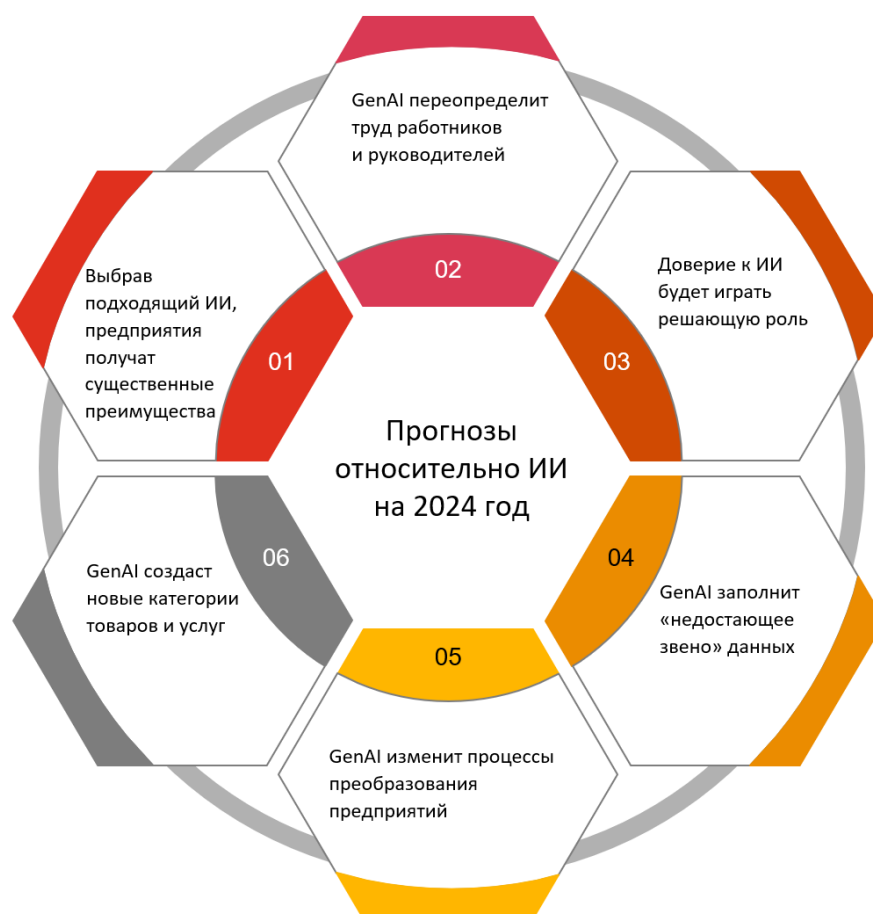 Прогнозы
относительно ИИ
на 2024 год
01
Выбрав
подходящий ИИ,
предприятия
получат
существенные
преимущества
02
GenAI переопределит
труд работников
и руководителей
03
Доверие к ИИ
будет играть
решающую роль
04
GenAI заполнит
«недостающее
звено» данных
05
GenAI изменит процессы
преобразования
предприятий
06
GenAI создаст
новые категории
товаров и услуг